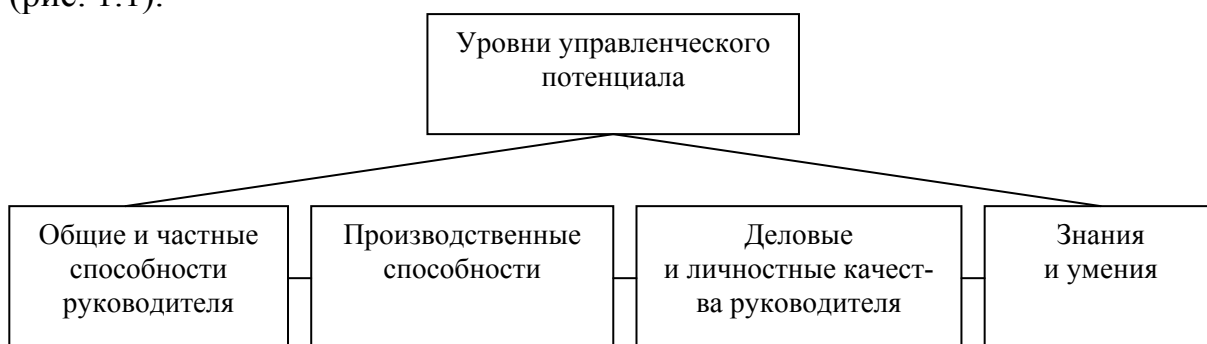 (рис. 1.1).
Уровни управленческого
потенциала
Общие и частные
способности
руководителя
Производственные
способности
Деловые
и личностные качест-
ва руководителя
Знания
и умения